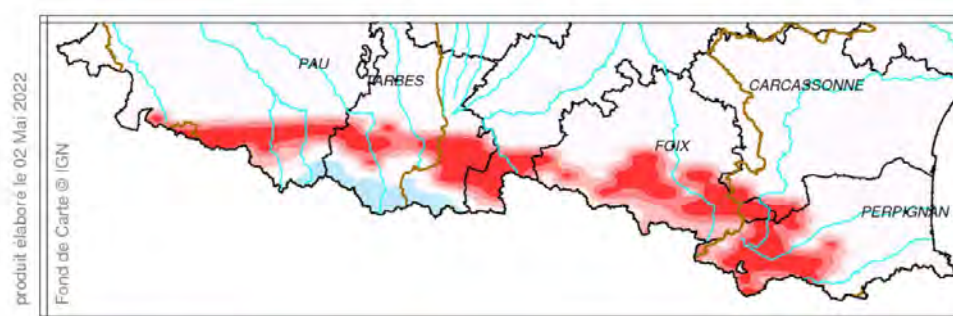 produit élaboré le 02 Mai 2022
Fond de Carte © IGN
PAU
TARBES
CARCASSONNE
FOIX
PERPIGNAN